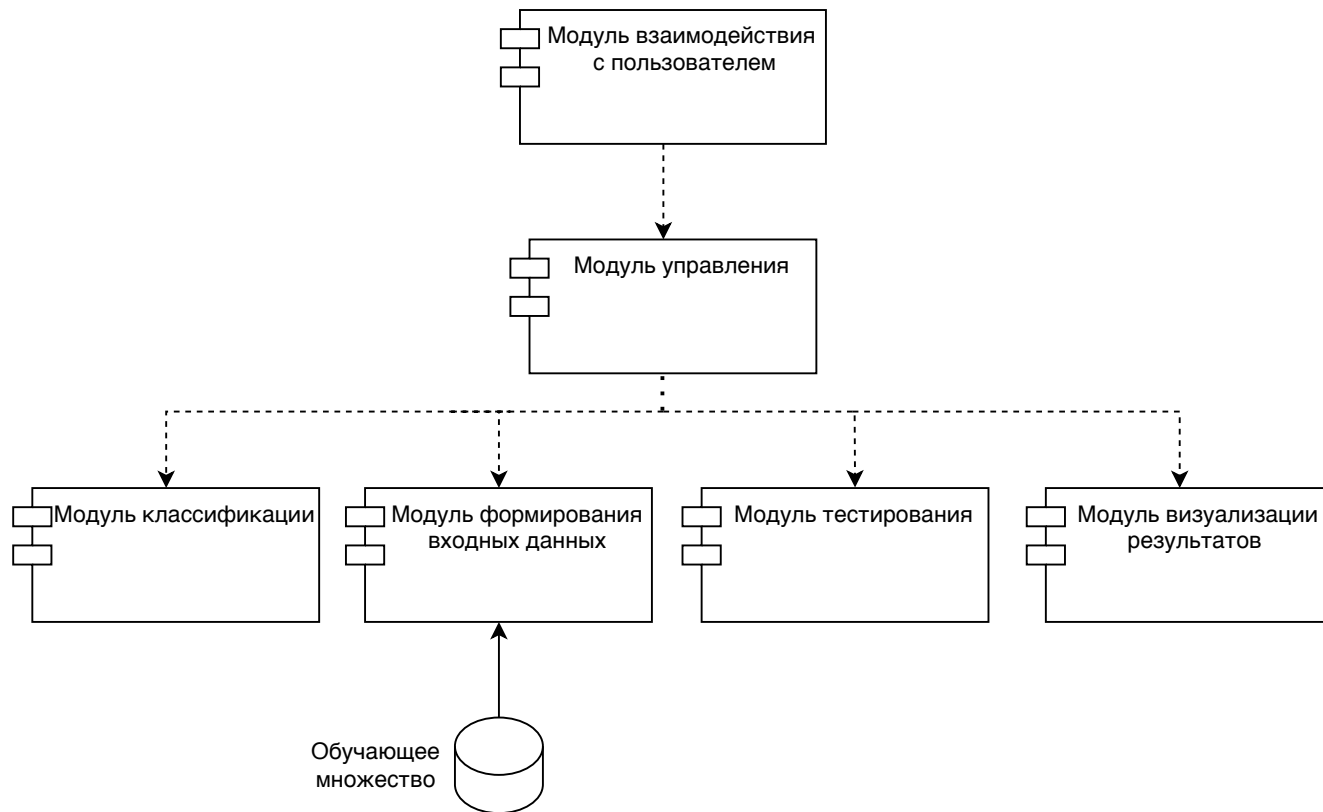 Модуль взаимодействия
с пользователем
Модуль управления
Модуль классификации
Модуль формирования
входных данных
Модуль тестирования
Модуль визуализации
результатов
Обучающее
множество